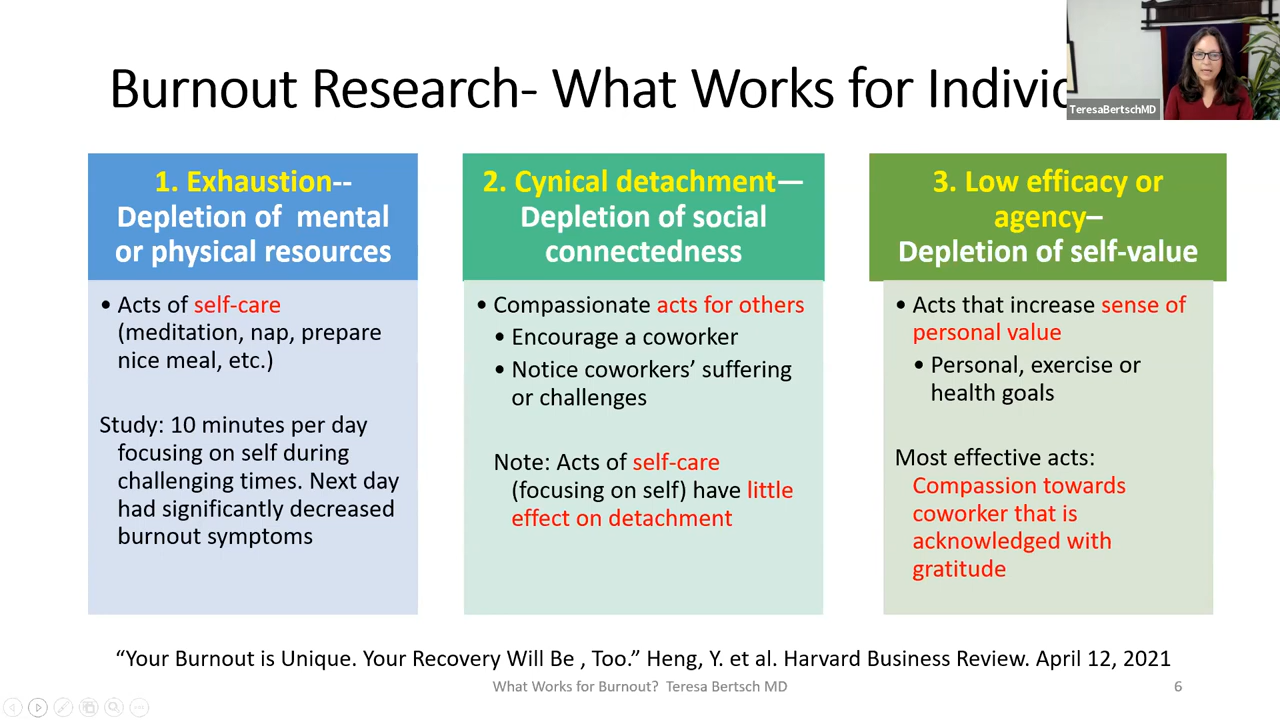 Burnout Research- What Works for Indivi
TeresaBertschMD
1. Exhaustion--
Depletion of mental
or physical resources
• Acts of self-care
(meditation, nap, prepare
nice meal, etc.)
Study: 10 minutes per day
focusing on self during
challenging times. Next day
had significantly decreased
burnout symptoms
2. Cynical detachment—
Depletion of social
connectedness
• Compassionate acts for others
• Encourage a coworker
• Notice coworkers’ suffering
or challenges
Note: Acts of self-care
(focusing on self) have little
effect on detachment
3. Low efficacy or
agency–
Depletion of self-value
• Acts that increase sense of
personal value
• Personal, exercise or
health goals
Most effective acts:
Compassion towards
coworker that is
acknowledged with
gratitude
“Your Burnout is Unique. Your Recovery Will Be , Too.” Heng, Y. et al. Harvard Business Review. April 12, 2021
What Works for Burnout? Teresa Bertsch MD
6